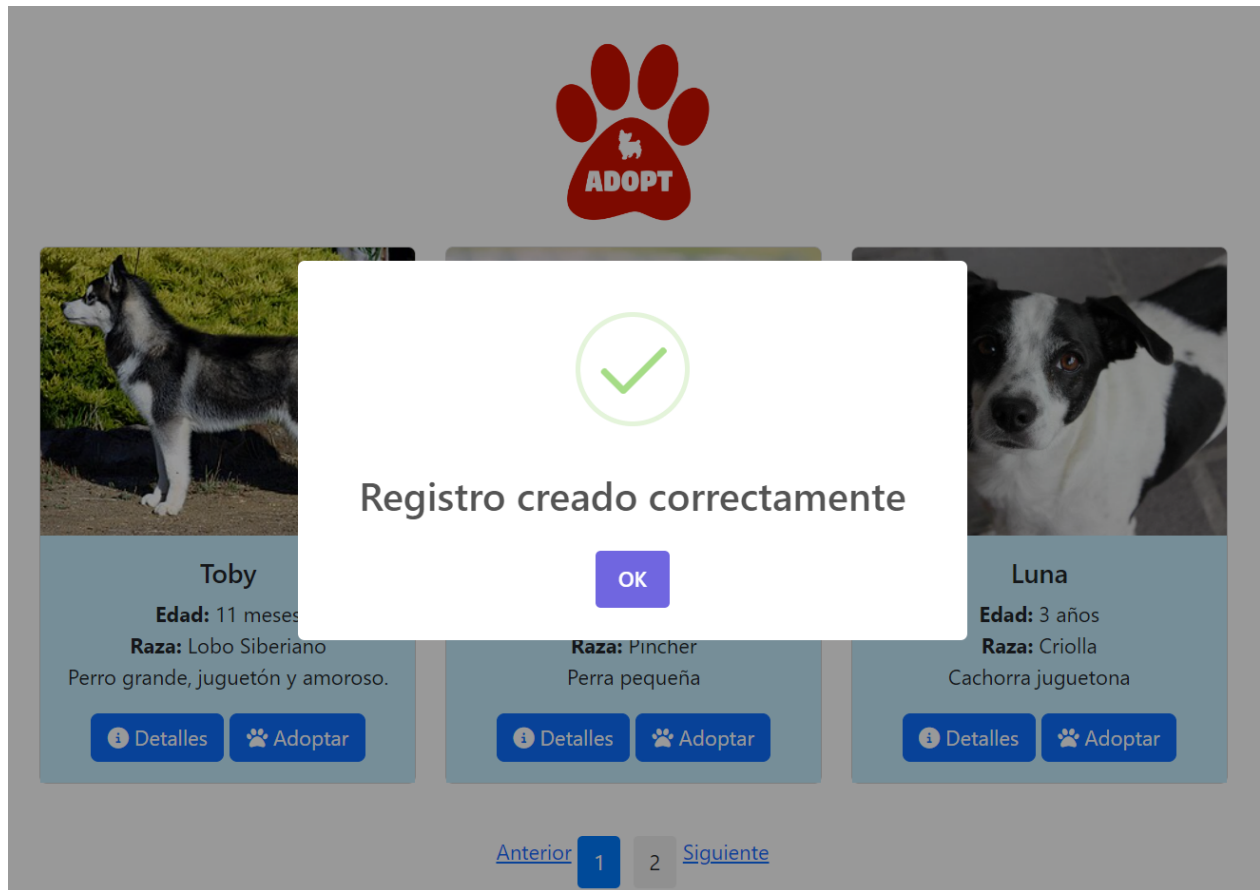 ADOPT
Registro creado correctamente
OK
Toby
Edad: 11 meses
Raza: Lobo Siberiano
Perro grande, juguetón y amoroso.
Detalles
Adoptar
Raza: Pincher
Perra pequeña
Detalles
Adoptar
Luna
Edad: 3 años
Raza: Criolla
Cachorra juguetona
Detalles
Adoptar
Anterior 1 2 Siguiente